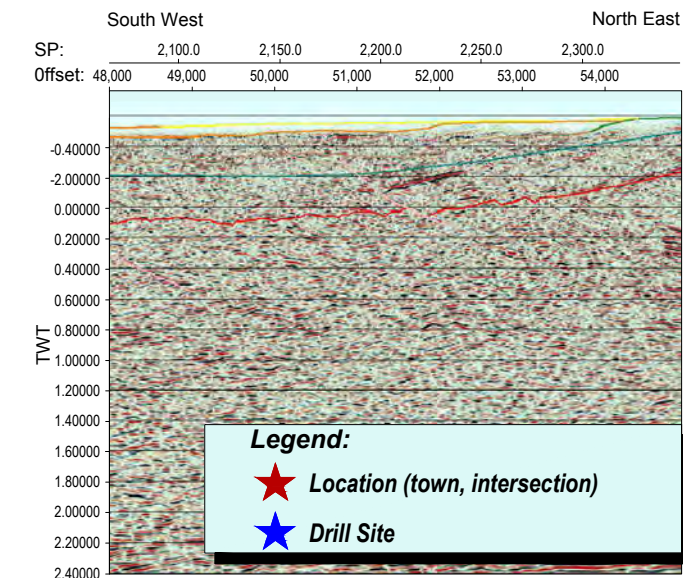 South West North East
SP: 2,100.0 2,150.0 2,200.0 2,250.0 2,300.0
Offset: 48,000 49,000 50,000 51,000 52,000 53,000 54,000
-0.40000
-2.00000
0.00000
0.20000
0.40000
0.60000
0.80000
TWT
1.00000
1.20000
1.40000
1.60000
1.80000
2.00000
2.20000
2.40000
Legend:
Location (town, intersection)
Drill Site